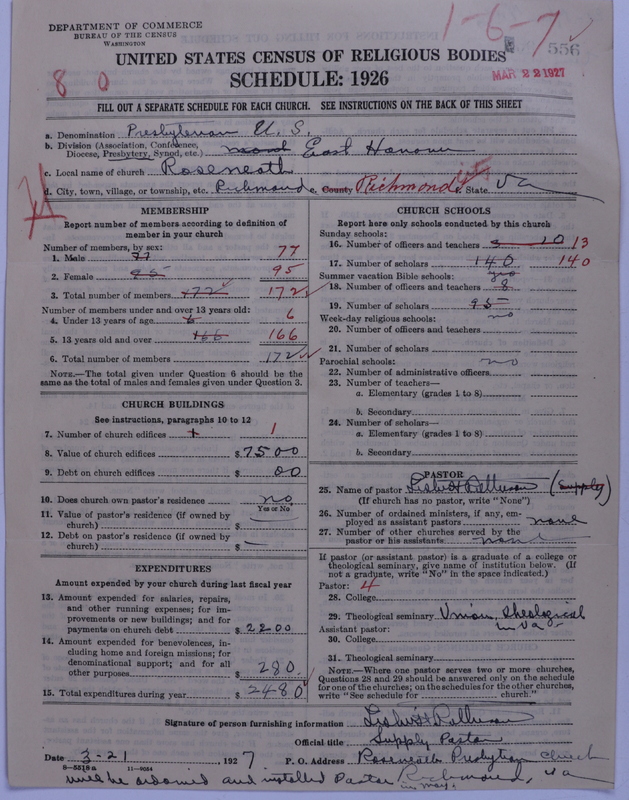 DEPARTMENT OF COMMERCE
BUREAU OF THE CENSUS
WASHINGTON
1-6-7
556
UNITED STATES CENSUS OF RELIGIOUS BODIES
MAR 22 1927
8 0
SCHEDULE: 1926
FILL OUT A SEPARATE SCHEDULE FOR EACH CHURCH. SEE INSTRUCTIONS ON THE BACK OF THIS SHEET
a. Denomination Presbyterian U. S.
b. Division (Association, Conference, Diocese, Presbytery, Synod, etc.) East Hanover
c. Local name of church Roseneath
d. City, town, village, or township, etc. Richmond e. County Richmond f. State Va
MEMBERSHIP
Report number of members according to definition of
member in your church
Number of members, by sex:
1. Male 77 77
2. Female 95 95
3. Total number of members 172 172
Number of members under and over 13 years old:
4. Under 13 years of age 6 6
5. 13 years old and over 166 166
6. Total number of members 172
NOTE.—The total given under Question 6 should be
same as the total of males and females given under Question 3.
CHURCH BUILDINGS
See instructions, paragraphs 10 to 12
7. Number of church edifices 1 1
8. Value of church edifices $ 7500
9. Debt on church edifices $ 00
10. Does church own pastor's residence no
Yes or No
11. Value of pastor's residence (if owned by
church) $
12. Debt on pastor's residence (if owned by
church) $
EXPENDITURES
Amount expended by your church during last fiscal year
13. Amount expended for salaries, repairs,
and other running expenses; for im-
provements or new buildings; and for
payments on church debt $ 2200
14. Amount expended for benevolences, in-
cluding home and foreign missions; for
denominational support; and for all
other purposes $ 280
15. Total expenditures during year $ 2480
CHURCH SCHOOLS
Report here only schools conducted by this church
Sunday schools:
16. Number of officers and teachers 10 13
17. Number of scholars 140 140
Summer vacation Bible schools: yes
18. Number of officers and teachers 8
19. Number of scholars 95
Week-day religious schools: no
20. Number of officers and teachers
21. Number of scholars
Parochial schools: no
22. Number of administrative officers
23. Number of teachers—
a. Elementary (grades 1 to 8)
b. Secondary
24. Number of scholars—
a. Elementary (grades 1 to 8)
b. Secondary
PASTOR
25. Name of pastor (Supply)
(If church has no pastor, write "None")
26. Number of ordained ministers, if any, em-
ployed as assistant pastors none
27. Number of other churches served by the
pastor or his assistants none
If pastor (or assistant pastor) is a graduate of a college or
theological seminary, give name of institution below. (If
not a graduate, write "No" in the space indicated.)
Pastor: 4
28. College
29. Theological seminary Union Theological
in Va
Assistant pastor:
30. College
31. Theological seminary
NOTE.—Where one pastor serves two or more churches,
Questions 28 and 29 should be answered only on the schedule
for one of the churches; on the schedules for the other churches,
write "See schedule for church."
Signature of person furnishing information
Official title Supply Pastor
Date 3-21, 1927 P. O. Address Roseneath Presbyterian Church
8-5518a 11-9054
will be ordained and installed Pastor in May. Richmond, Va